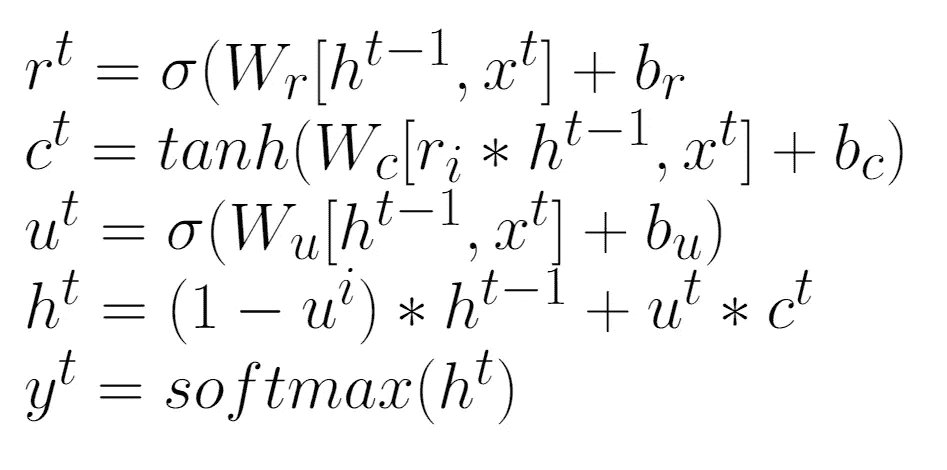 r^t = σ(W_r[h^{t−1}, x^t] + b_r
c^t = tanh(W_c[r_i * h^{t−1}, x^t] + b_c)
u^t = σ(W_u[h^{t−1}, x^t] + b_u)
h^t = (1 − u^i) * h^{t−1} + u^t * c^t
y^t = softmax(h^t)